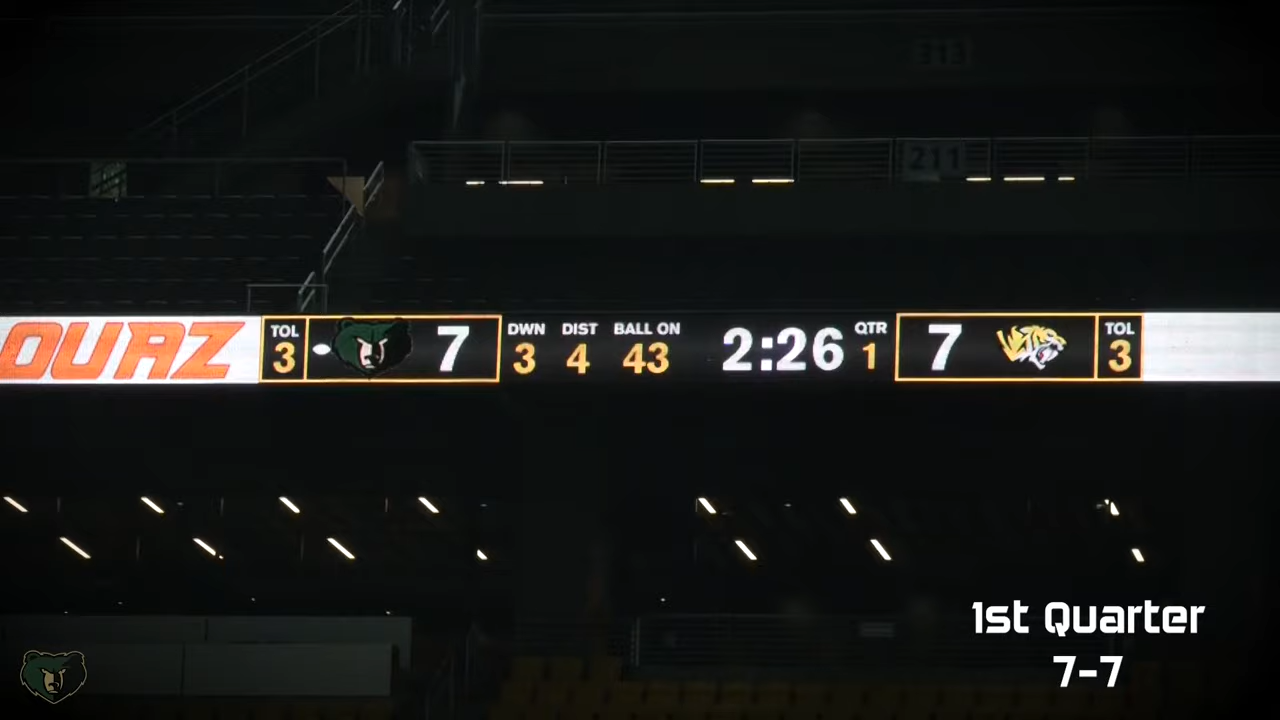 313
211
OUAZ
TOL
3
7
DWN
3
DIST
4
BALL ON
43
2:26
QTR
1
7
TOL
3
1st Quarter
7-7